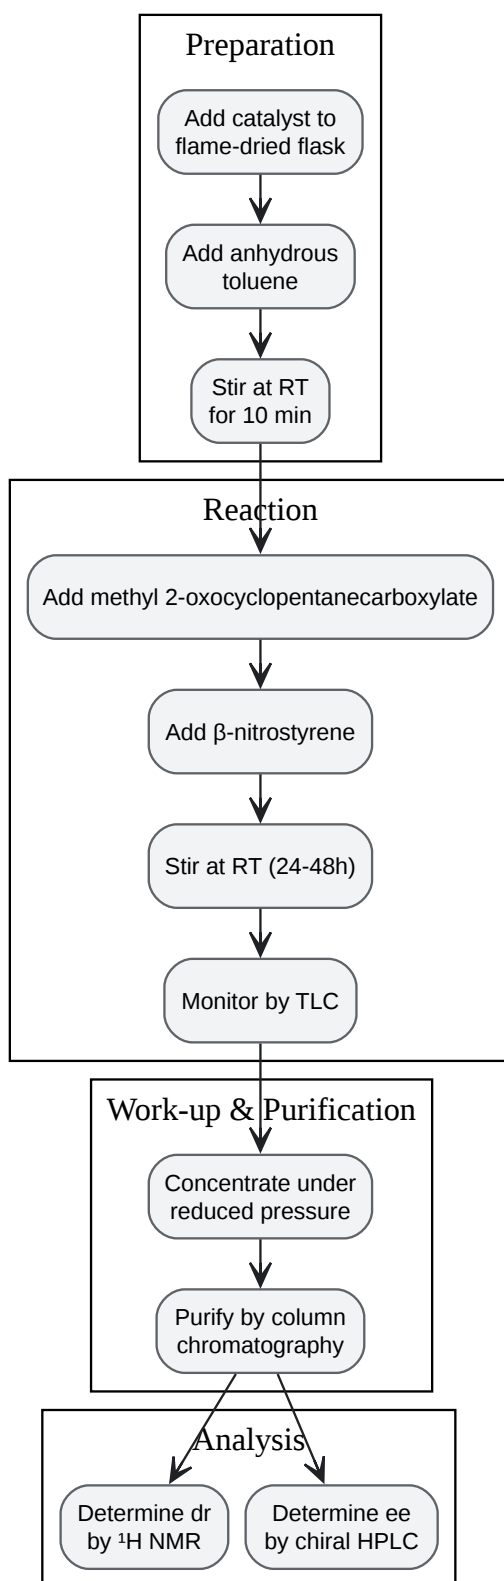 Preparation
Add catalyst to
flame-dried flask
Add anhydrous
toluene
Stir at RT
for 10 min
Reaction
Add methyl 2-oxocyclopentanecarboxylate
Add β-nitrostyrene
Stir at RT (24-48h)
Monitor by TLC
Work-up & Purification
Concentrate under
reduced pressure
Purify by column
chromatography
Analysis
Determine dr
by ¹H NMR
Determine ee
by chiral HPLC